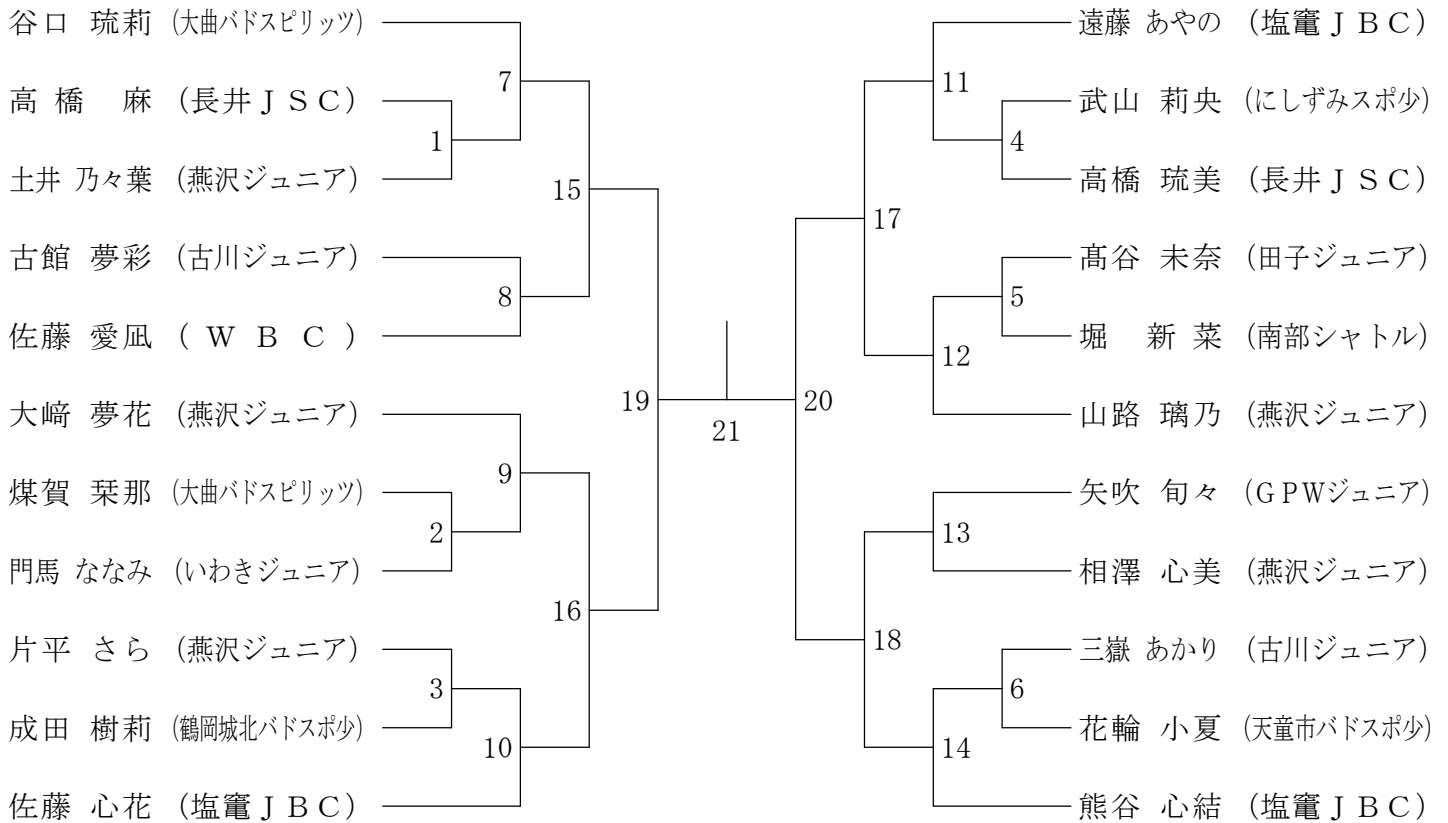 谷口 琉莉 (大曲バドスピリッツ)
高橋 麻 (長井ＪＳＣ)
土井 乃々葉 (燕沢ジュニア)
古館 夢彩 (古川ジュニア)
佐藤 愛凪 (ＷＢＣ)
大﨑 夢花 (燕沢ジュニア)
煤賀 栞那 (大曲バドスピリッツ)
門馬 ななみ (いわきジュニア)
片平 さら (燕沢ジュニア)
成田 樹莉 (鶴岡城北バドスポ少)
佐藤 心花 (塩竈ＪＢＣ)
7
1
15
8
19
9
2
16
3
10
21
20
11
4
17
5
12
13
18
6
14
遠藤 あやの (塩竈ＪＢＣ)
武山 莉央 (にしずみスポ少)
高橋 琉美 (長井ＪＳＣ)
髙谷 未奈 (田子ジュニア)
堀 新菜 (南部シャトル)
山路 璃乃 (燕沢ジュニア)
矢吹 旬々 (ＧＰＷジュニア)
相澤 心美 (燕沢ジュニア)
三嶽 あかり (古川ジュニア)
花輪 小夏 (天童市バドスポ少)
熊谷 心結 (塩竈ＪＢＣ)